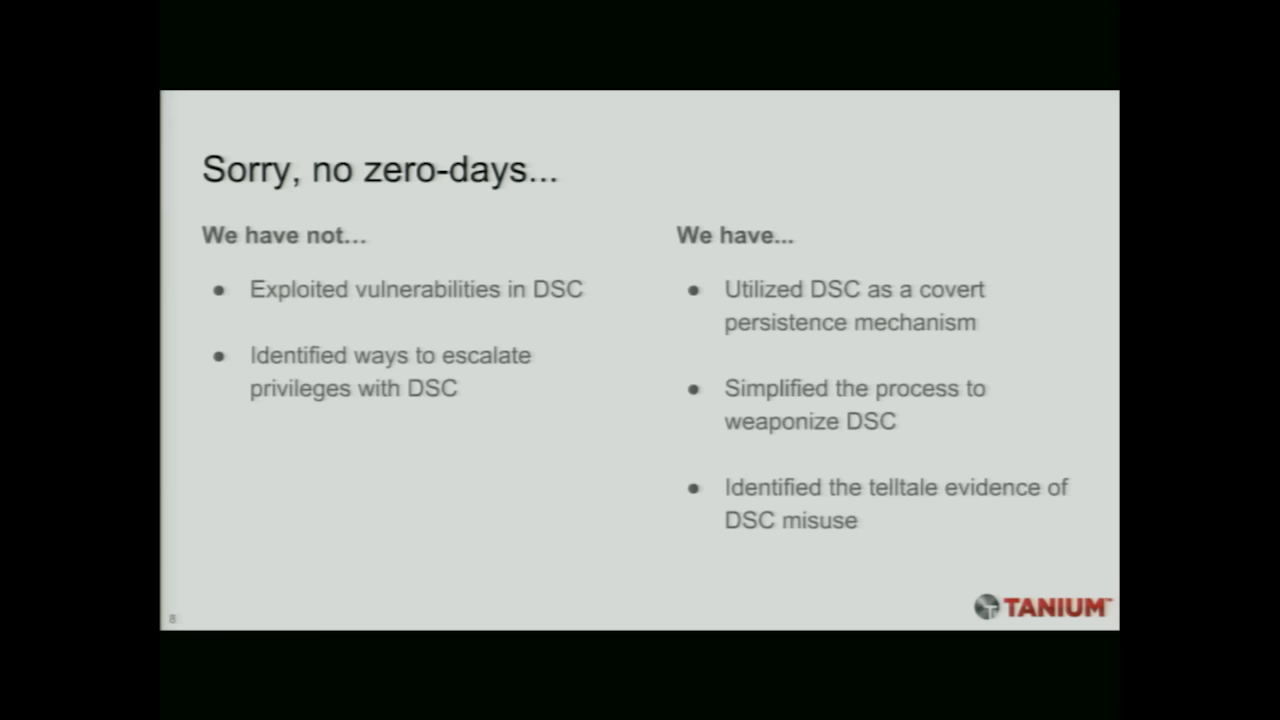 Sorry, no zero-days...
We have not...
● Exploited vulnerabilities in DSC
● Identified ways to escalate
privileges with DSC
We have...
● Utilized DSC as a covert
persistence mechanism
● Simplified the process to
weaponize DSC
● Identified the telltale evidence of
DSC misuse
8
TANIUM™